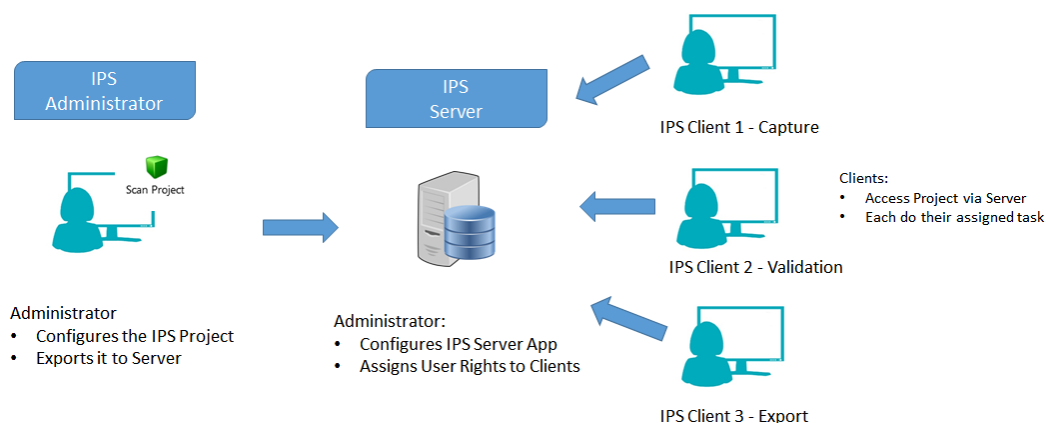 IPS
Administrator
Scan Project
Administrator
• Configures the IPS Project
• Exports it to Server
IPS
Server
Administrator:
• Configures IPS Server App
• Assigns User Rights to Clients
IPS Client 1 - Capture
IPS Client 2 - Validation
IPS Client 3 - Export
Clients:
• Access Project via Server
• Each do their assigned task